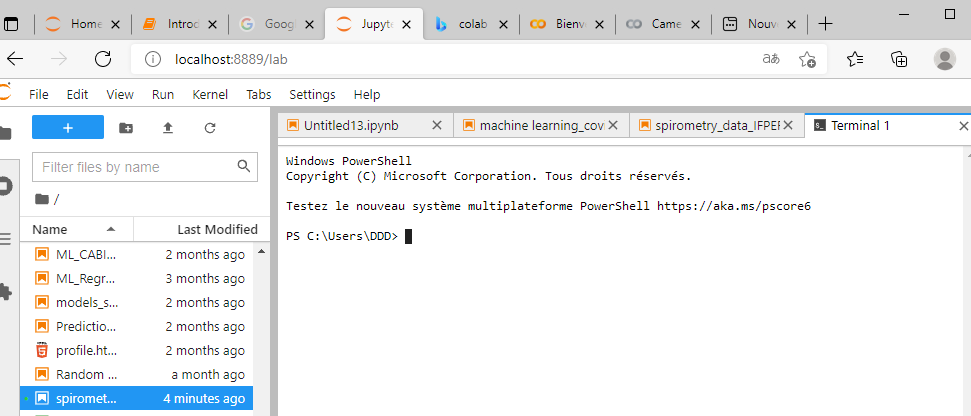 Home Introd Goog Jupyte colab Bienv Came Nouve
localhost:8889/lab
File Edit View Run Kernel Tabs Settings Help
Untitled13.ipynb machine learning_cov spirometry_data_IFPER Terminal 1
Filter files by name
/
Name Last Modified
ML_CABI... 2 months ago
ML_Regr... 3 months ago
models_s... 2 months ago
Predictio... 2 months ago
profile.ht... 2 months ago
Random ... a month ago
spiromet... 4 minutes ago
Windows PowerShell
Copyright (C) Microsoft Corporation. Tous droits réservés.
Testez le nouveau système multiplateforme PowerShell https://aka.ms/pscore6
PS C:\Users\DDD>